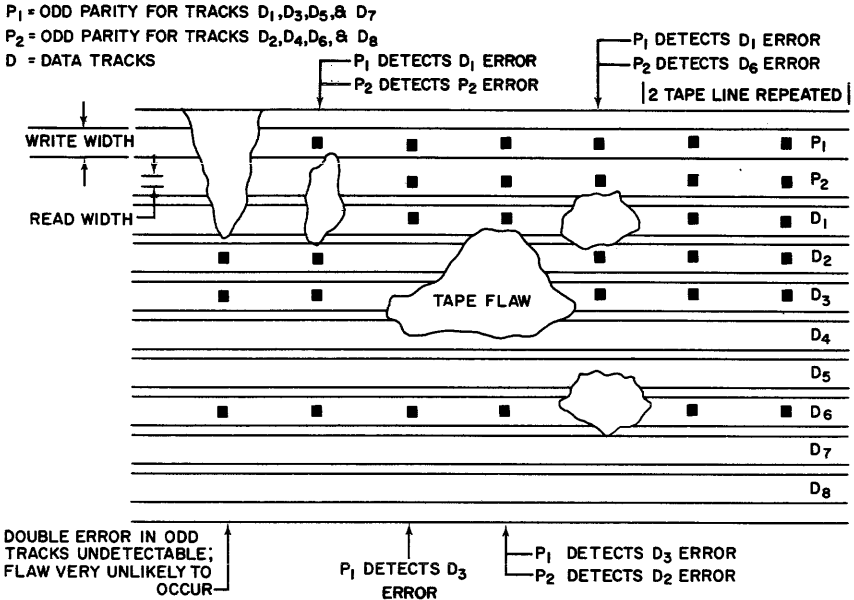 P₁ = ODD PARITY FOR TRACKS D₁,D₃,D₅,& D₇
P₂ = ODD PARITY FOR TRACKS D₂,D₄,D₆,& D₈
D = DATA TRACKS
P₁ DETECTS D₁ ERROR
P₂ DETECTS P₂ ERROR
P₁ DETECTS D₁ ERROR
P₂ DETECTS D₆ ERROR
2 TAPE LINE REPEATED
WRITE WIDTH
READ WIDTH
P₁
P₂
D₁
D₂
D₃
TAPE FLAW
D₄
D₅
D₆
D₇
D₈
DOUBLE ERROR IN ODD
TRACKS UNDETECTABLE;
FLAW VERY UNLIKELY TO
OCCUR
P₁ DETECTS D₃
ERROR
P₁ DETECTS D₃ ERROR
P₂ DETECTS D₂ ERROR